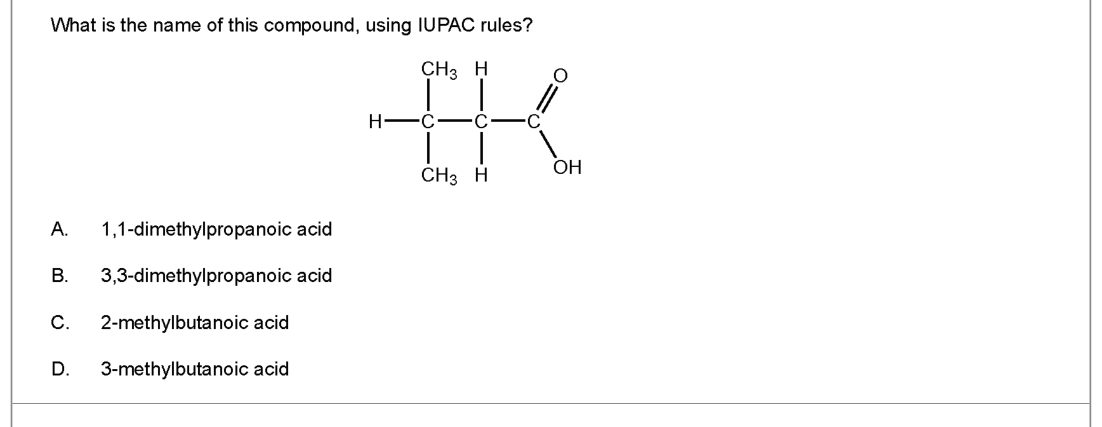 What is the name of this compound, using IUPAC rules?
CH3 H O
H C C C
CH3 H OH
A. 1,1-dimethylpropanoic acid
B. 3,3-dimethylpropanoic acid
C. 2-methylbutanoic acid
D. 3-methylbutanoic acid